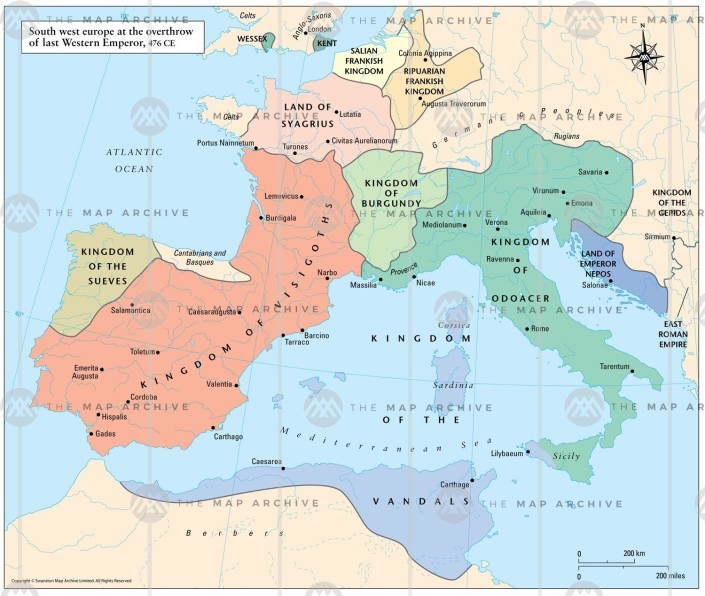 South west europe at the overthrow
of last Western Emperor, 476 CE
Celts
Anglo-Saxons
London
WESSEX
KENT
SALIAN
FRANKISH
KINGDOM
Colonia Agippina
RIPUARIAN
FRANKISH
KINGDOM
Augusta Treverorum
N
LAND OF
SYAGRIUS
Lutatia
Celts
Portus Namnetum
Turones
Civitas Aurelianorum
Germanic Peoples
Rugians
ATLANTIC
OCEAN
Lemovicus
Burdigala
KINGDOM
OF
BURGUNDY
Savaria
Virunum
Emona
Aquileia
Verona
Mediolanum
KINGDOM
OF THE
GEPIDS
Sirmium
KINGDOM
OF THE
SUEVES
Cantabrians and
Basques
Narbo
Provence
Massilia
Nicae
Ravenna
KINGDOM
OF
ODOACER
LAND OF
EMPEROR
NEPOS
Salonae
EAST
ROMAN
EMPIRE
Salamantica
Caesaraugusta
KINGDOM OF VISIGOTHS
Barcino
Tarraco
Corsica
Rome
Toletum
Emerita
Augusta
Valentia
Sardinia
Tarentum
Cordoba
Hispalis
Gades
Carthago
KINGDOM
OF THE
VANDALS
Mediterranean Sea
Lilybaeum
Sicily
Caesarea
Carthage
Berbers
0 200 km
0 200 miles
Copyright © Swanston Map Archive Limited. All Rights Reserved
THE MAP ARCHIVE